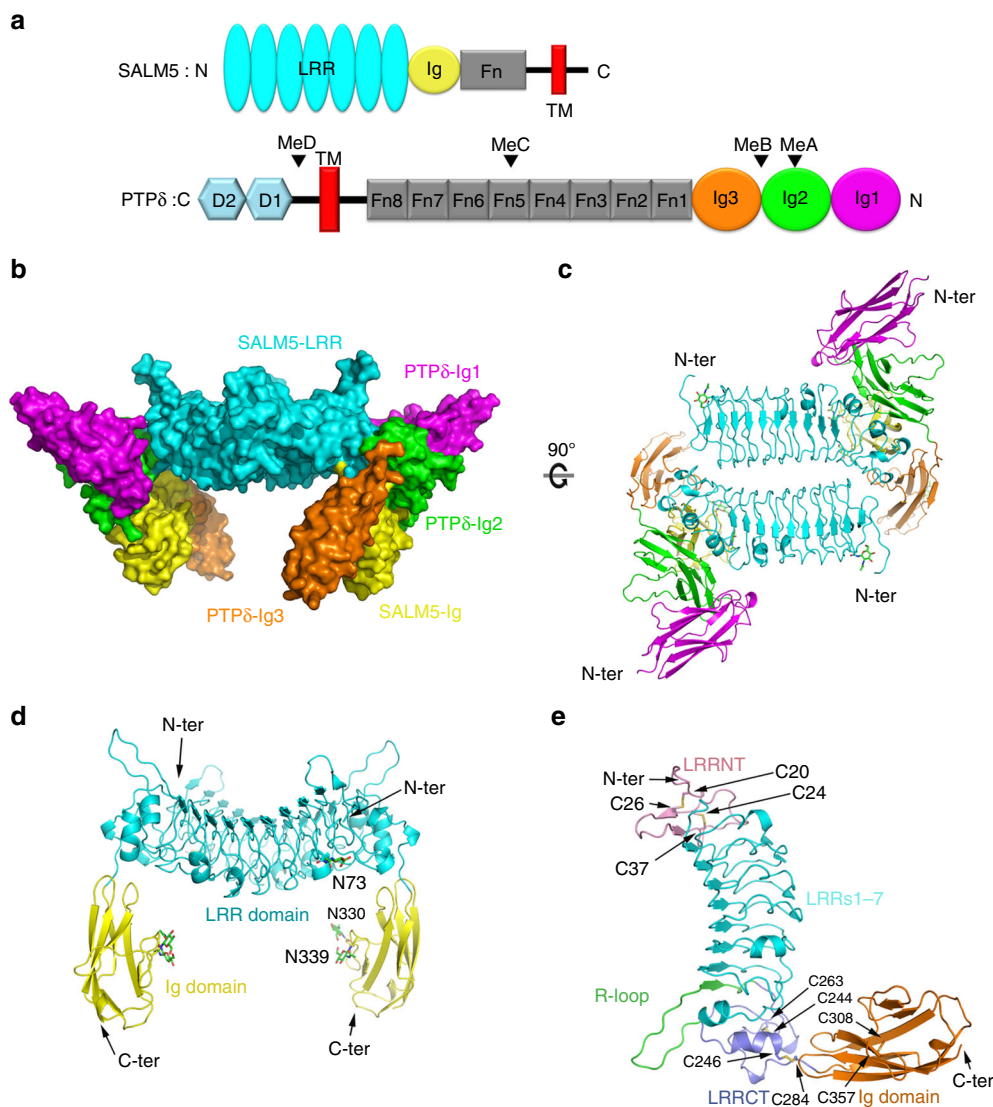 a
SALM5 : N
LRR
Ig
Fn
C
TM
MeD
TM
MeC
MeB
MeA
PTPδ :C
D2
D1
Fn8
Fn7
Fn6
Fn5
Fn4
Fn3
Fn2
Fn1
Ig3
Ig2
Ig1
N
b
SALM5-LRR
PTPδ-Ig1
PTPδ-Ig2
PTPδ-Ig3
SALM5-Ig
90°
c
N-ter
N-ter
N-ter
N-ter
d
N-ter
N-ter
N73
LRR domain
N330
N339
Ig domain
C-ter
C-ter
e
LRRNT
N-ter
C20
C26
C24
C37
LRRs1–7
R-loop
C263
C244
C308
C246
C-ter
LRRCT
C284
C357
Ig domain